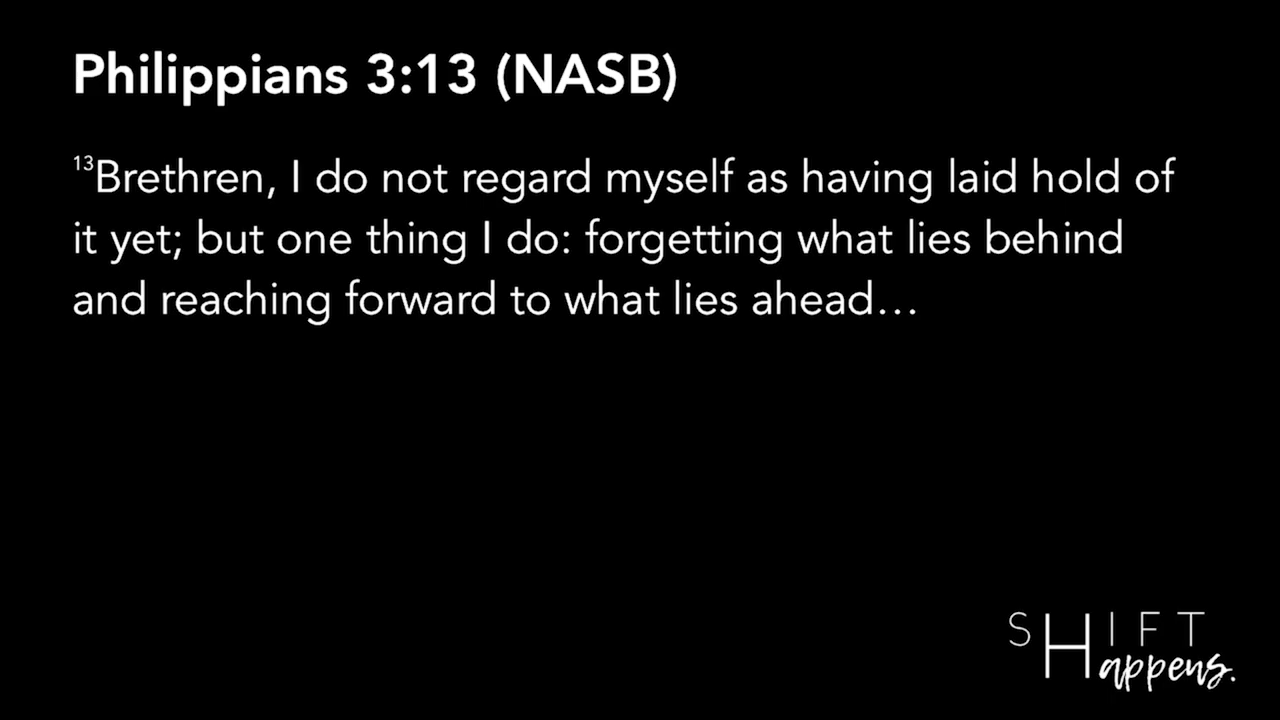 Philippians 3:13 (NASB)
13Brethren, I do not regard myself as having laid hold of
it yet; but one thing I do: forgetting what lies behind
and reaching forward to what lies ahead…
SHIFT
Happens.